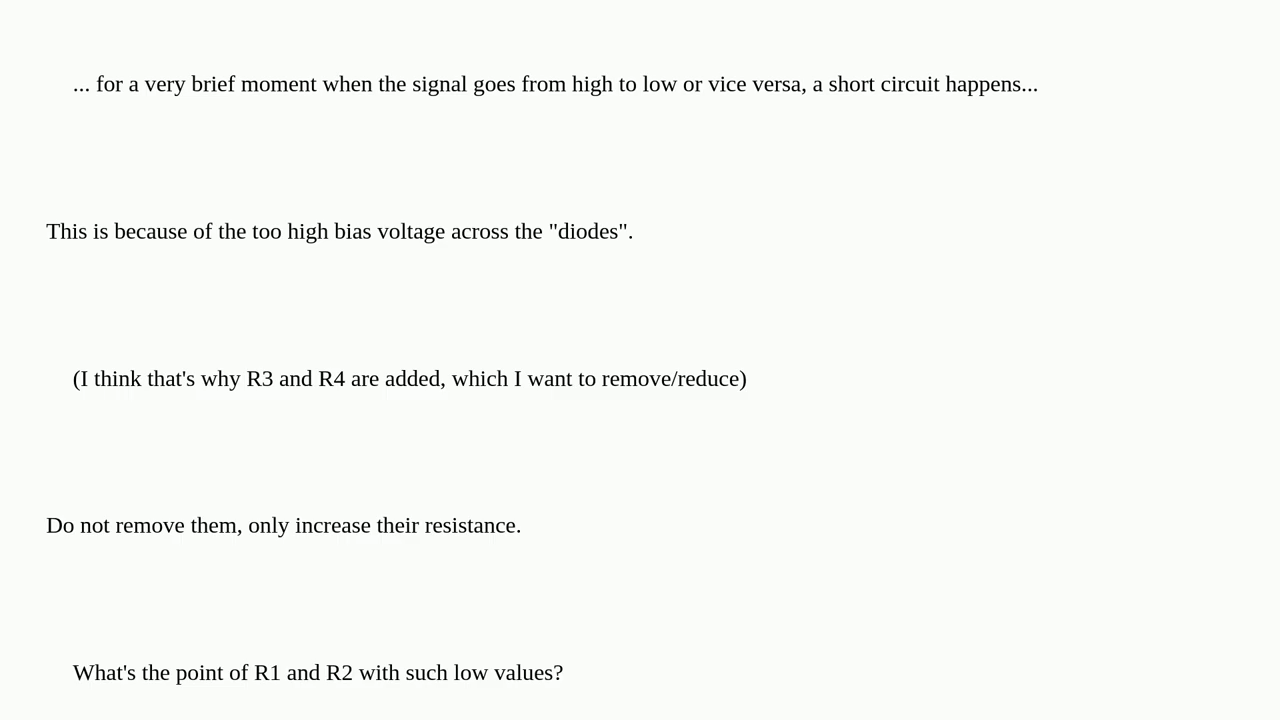 ... for a very brief moment when the signal goes from high to low or vice versa, a short circuit happens...
This is because of the too high bias voltage across the "diodes".
(I think that's why R3 and R4 are added, which I want to remove/reduce)
Do not remove them, only increase their resistance.
What's the point of R1 and R2 with such low values?